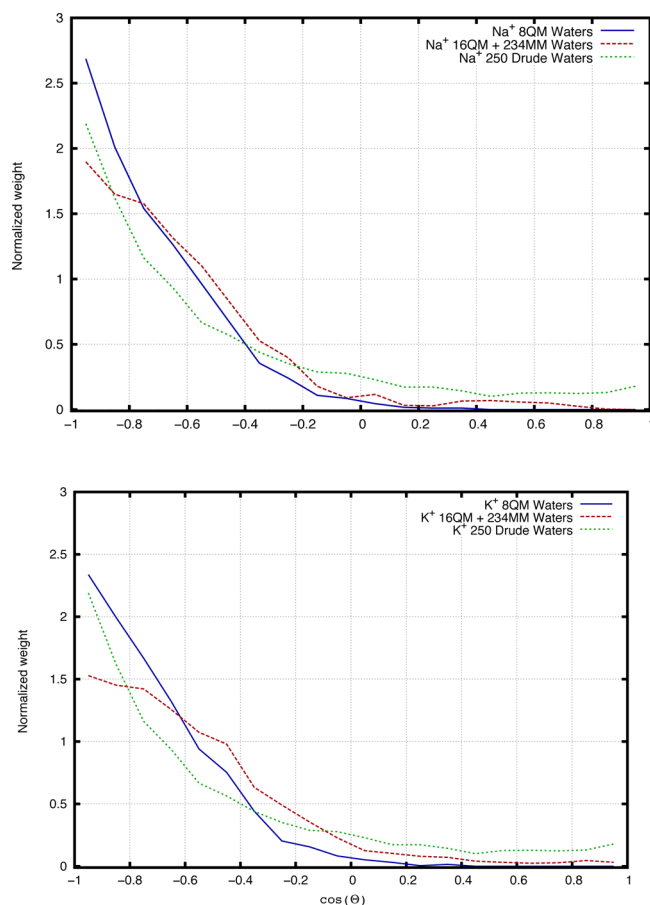 3
Na+ 8QM Waters
Na+ 16QM + 234MM Waters
Na+ 250 Drude Waters
2.5
2
1.5
1
0.5
0
Normalized weight
−1 −0.8 −0.6 −0.4 −0.2 0 0.2 0.4 0.6 0.8 1
3
K+ 8QM Waters
K+ 16QM + 234MM Waters
K+ 250 Drude Waters
2.5
2
1.5
1
0.5
0
Normalized weight
−1 −0.8 −0.6 −0.4 −0.2 0 0.2 0.4 0.6 0.8 1
cos(Θ)